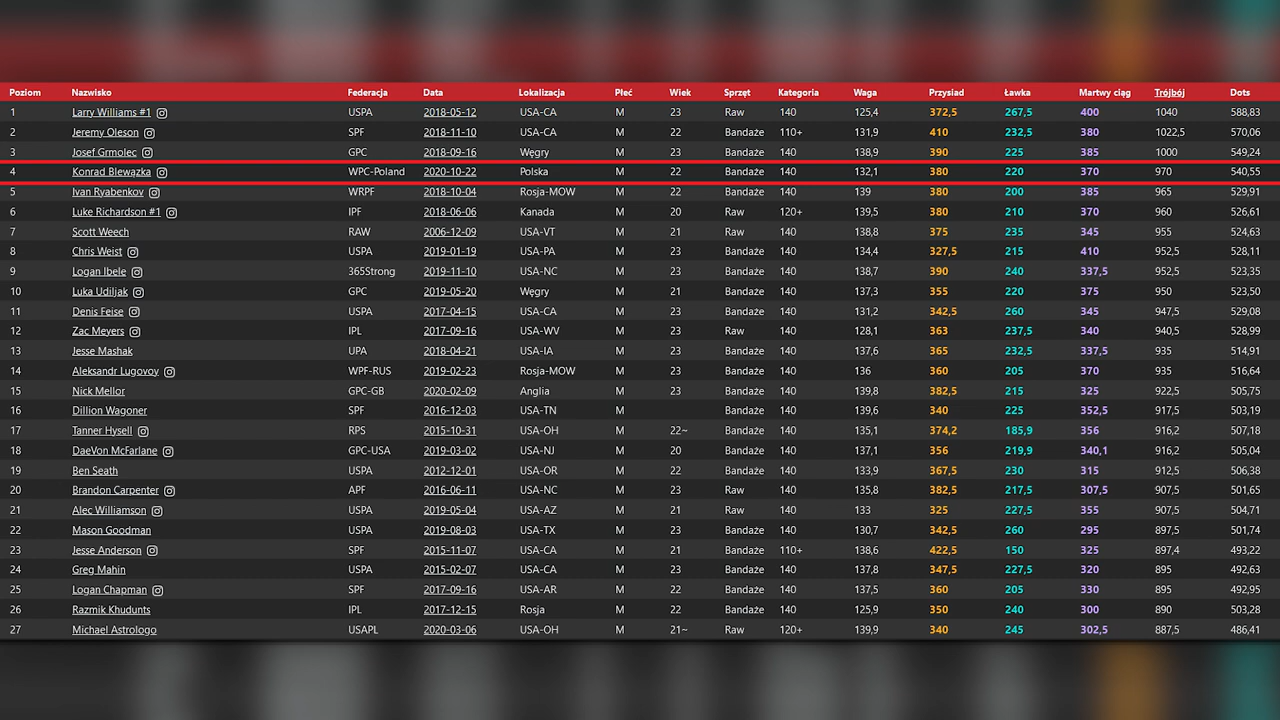 Poziom Nazwisko Federacja Data Lokalizacja Płeć Wiek Sprzęt Kategoria Waga Przysiad Ławka Martwy ciąg Trójbój Dots
1 Larry Williams #1 USPA 2018-05-12 USA-CA M 23 Raw 140 125,4 372,5 267,5 400 1040 588,83
2 Jeremy Oleson SPF 2018-11-10 USA-CA M 22 Bandaże 110+ 131,9 410 232,5 380 1022,5 570,06
3 Josef Grmolec GPC 2018-09-16 Węgry M 23 Bandaże 140 138,9 390 225 385 1000 549,24
4 Konrad Blewązka WPC-Poland 2020-10-22 Polska M 22 Bandaże 140 132,1 380 220 370 970 540,55
5 Ivan Ryabenkov WRPF 2018-10-04 Rosja-MOW M 22 Bandaże 140 139 380 200 385 965 529,91
6 Luke Richardson #1 IPF 2018-06-06 Kanada M 20 Raw 120+ 139,5 380 210 370 960 526,61
7 Scott Weech RAW 2006-12-09 USA-VT M 21 Raw 140 138,8 375 235 345 955 524,63
8 Chris Weist USPA 2019-01-19 USA-PA M 23 Bandaże 140 134,4 327,5 215 410 952,5 528,11
9 Logan Ibele 365Strong 2019-11-10 USA-NC M 23 Bandaże 140 138,7 390 240 337,5 952,5 523,35
10 Luka Udiljak GPC 2019-05-20 Węgry M 21 Bandaże 140 137,3 355 220 375 950 523,50
11 Denis Feise USPA 2017-04-15 USA-CA M 23 Bandaże 140 131,2 342,5 260 345 947,5 529,08
12 Zac Meyers IPL 2017-09-16 USA-WV M 23 Raw 140 128,1 363 237,5 340 940,5 528,99
13 Jesse Mashak UPA 2018-04-21 USA-IA M 23 Bandaże 140 137,6 365 232,5 337,5 935 514,91
14 Aleksandr Lugovoy WPF-RUS 2019-02-23 Rosja-MOW M 23 Bandaże 140 136 360 205 370 935 516,64
15 Nick Mellor GPC-GB 2020-02-09 Anglia M 23 Bandaże 140 139,8 382,5 215 325 922,5 505,75
16 Dillion Wagoner SPF 2016-12-03 USA-TN M Bandaże 140 139,6 340 225 352,5 917,5 503,19
17 Tanner Hysell RPS 2015-10-31 USA-OH M 22~ Bandaże 140 135,1 374,2 185,9 356 916,2 507,18
18 DaeVon McFarlane GPC-USA 2019-03-02 USA-NJ M 20 Bandaże 140 137,1 356 219,9 340,1 916,2 505,04
19 Ben Seath USPA 2012-12-01 USA-OR M 22 Bandaże 140 133,9 367,5 230 315 912,5 506,38
20 Brandon Carpenter APF 2016-06-11 USA-NC M 23 Raw 140 135,8 382,5 217,5 307,5 907,5 501,65
21 Alec Williamson USPA 2019-05-04 USA-AZ M 21 Raw 140 133 325 227,5 355 907,5 504,71
22 Mason Goodman USPA 2019-08-03 USA-TX M 23 Bandaże 140 130,7 342,5 260 295 897,5 501,74
23 Jesse Anderson SPF 2015-11-07 USA-CA M 21 Bandaże 110+ 138,6 422,5 150 325 897,4 493,22
24 Greg Mahin USPA 2015-02-07 USA-CA M 23 Bandaże 140 137,8 347,5 227,5 320 895 492,63
25 Logan Chapman SPF 2017-09-16 USA-AR M 22 Bandaże 140 137,5 360 205 330 895 492,95
26 Razmik Khudunts IPL 2017-12-15 Rosja M 22 Bandaże 140 125,9 350 240 300 890 503,28
27 Michael Astrologo USAPL 2020-03-06 USA-OH M 21~ Raw 120+ 139,9 340 245 302,5 887,5 486,41